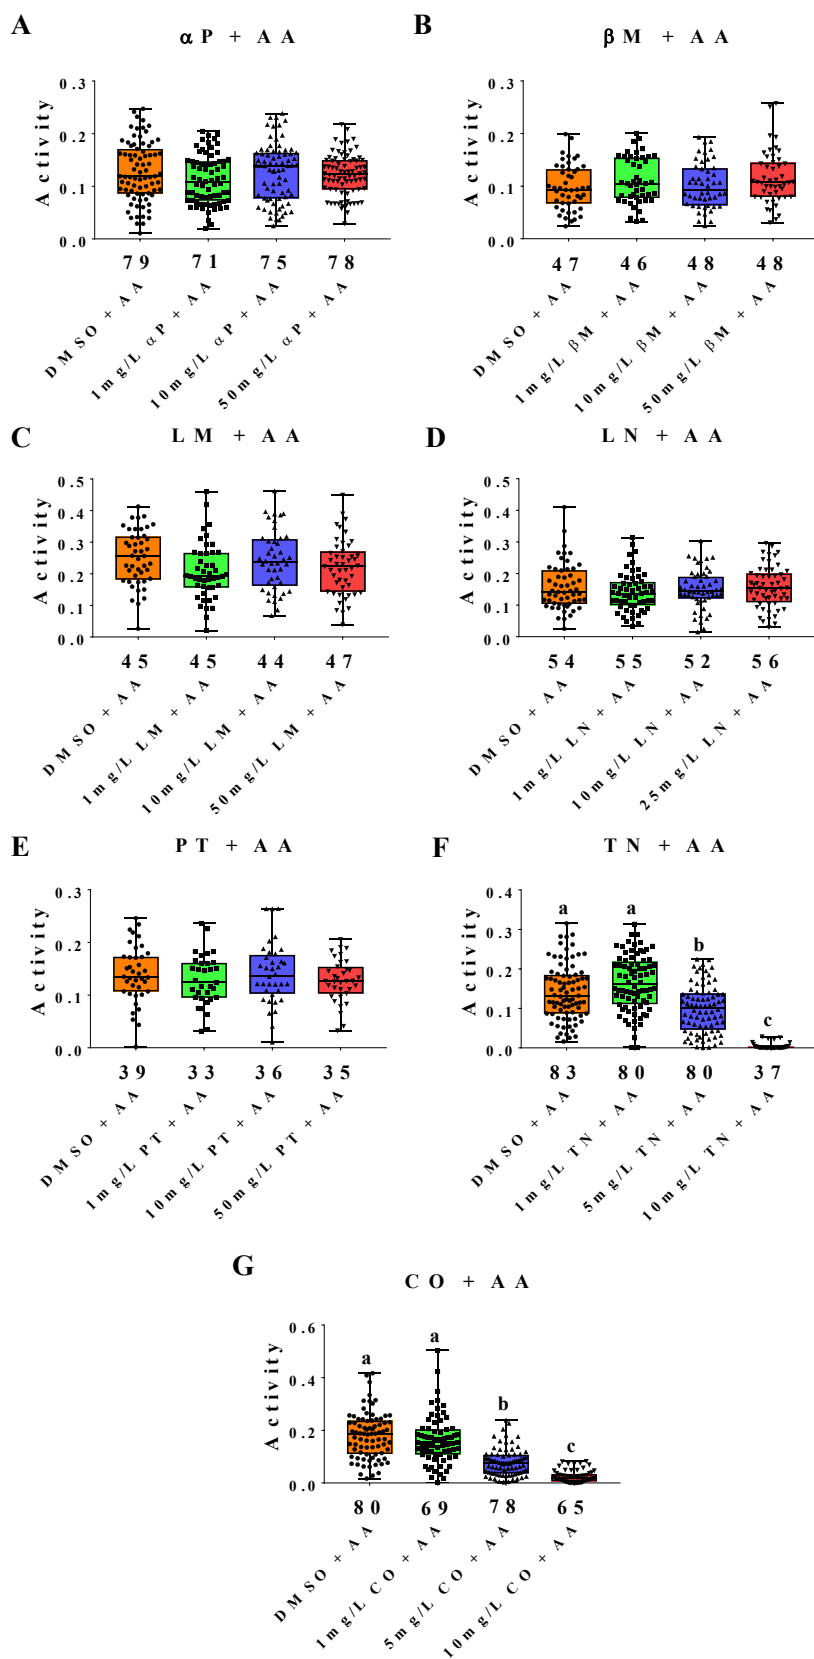 A
αP + AA
Activity
0.3
0.2
0.1
0.0
79 71 75 78
DMSO + AA
1mg/L αP + AA
10mg/L αP + AA
50mg/L αP + AA
B
βM + AA
Activity
0.3
0.2
0.1
0.0
47 46 48 48
DMSO + AA
1mg/L βM + AA
10mg/L βM + AA
50mg/L βM + AA
C
LM + AA
Activity
0.5
0.4
0.3
0.2
0.1
0.0
45 45 44 47
DMSO + AA
1mg/L LM + AA
10mg/L LM + AA
50mg/L LM + AA
D
LN + AA
Activity
0.5
0.4
0.3
0.2
0.1
0.0
54 55 52 56
DMSO + AA
1mg/L LN + AA
10mg/L LN + AA
25mg/L LN + AA
E
PT + AA
Activity
0.3
0.2
0.1
0.0
39 33 36 35
DMSO + AA
1mg/L PT + AA
10mg/L PT + AA
50mg/L PT + AA
F
TN + AA
Activity
0.4
0.3
0.2
0.1
0.0
a a b c
83 80 80 37
DMSO + AA
1mg/L TN + AA
5mg/L TN + AA
10mg/L TN + AA
G
CO + AA
Activity
0.6
0.4
0.2
0.0
a a b c
80 69 78 65
DMSO + AA
1mg/L CO + AA
5mg/L CO + AA
10mg/L CO + AA